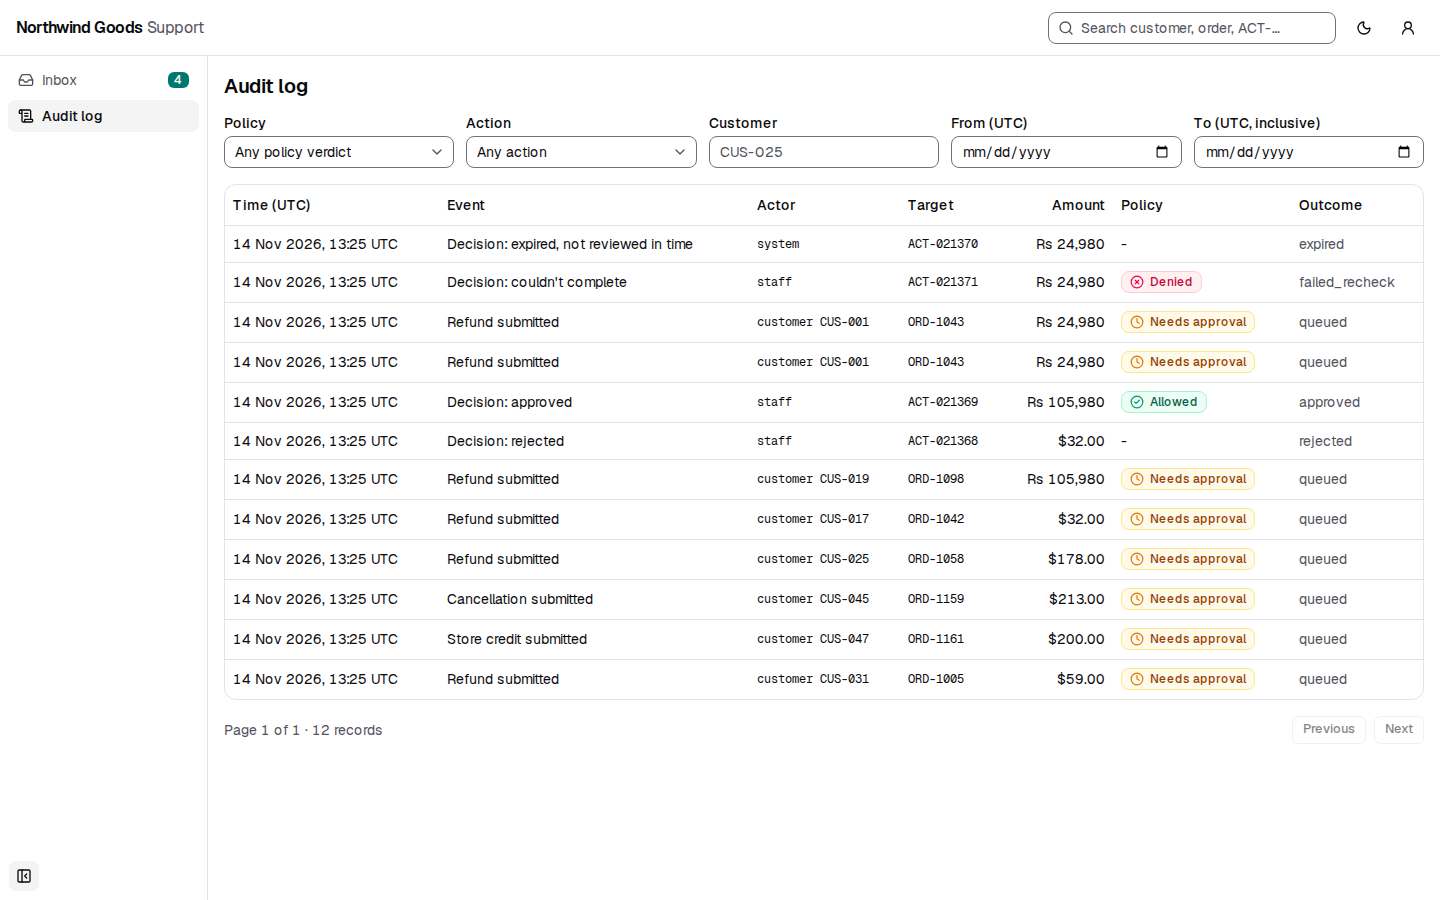 Northwind Goods Support
Search customer, order, ACT-…
Inbox 4
Audit log
Audit log
Policy Action Customer From (UTC) To (UTC, inclusive)
Any policy verdict Any action CUS-025 mm/dd/yyyy mm/dd/yyyy
Time (UTC) Event Actor Target Amount Policy Outcome
14 Nov 2026, 13:25 UTC Decision: expired, not reviewed in time system ACT-021370 Rs 24,980 - expired
14 Nov 2026, 13:25 UTC Decision: couldn't complete staff ACT-021371 Rs 24,980 Denied failed_recheck
14 Nov 2026, 13:25 UTC Refund submitted customer CUS-001 ORD-1043 Rs 24,980 Needs approval queued
14 Nov 2026, 13:25 UTC Refund submitted customer CUS-001 ORD-1043 Rs 24,980 Needs approval queued
14 Nov 2026, 13:25 UTC Decision: approved staff ACT-021369 Rs 105,980 Allowed approved
14 Nov 2026, 13:25 UTC Decision: rejected staff ACT-021368 $32.00 - rejected
14 Nov 2026, 13:25 UTC Refund submitted customer CUS-019 ORD-1098 Rs 105,980 Needs approval queued
14 Nov 2026, 13:25 UTC Refund submitted customer CUS-017 ORD-1042 $32.00 Needs approval queued
14 Nov 2026, 13:25 UTC Refund submitted customer CUS-025 ORD-1058 $178.00 Needs approval queued
14 Nov 2026, 13:25 UTC Cancellation submitted customer CUS-045 ORD-1159 $213.00 Needs approval queued
14 Nov 2026, 13:25 UTC Store credit submitted customer CUS-047 ORD-1161 $200.00 Needs approval queued
14 Nov 2026, 13:25 UTC Refund submitted customer CUS-031 ORD-1005 $59.00 Needs approval queued
Page 1 of 1 · 12 records
Previous Next